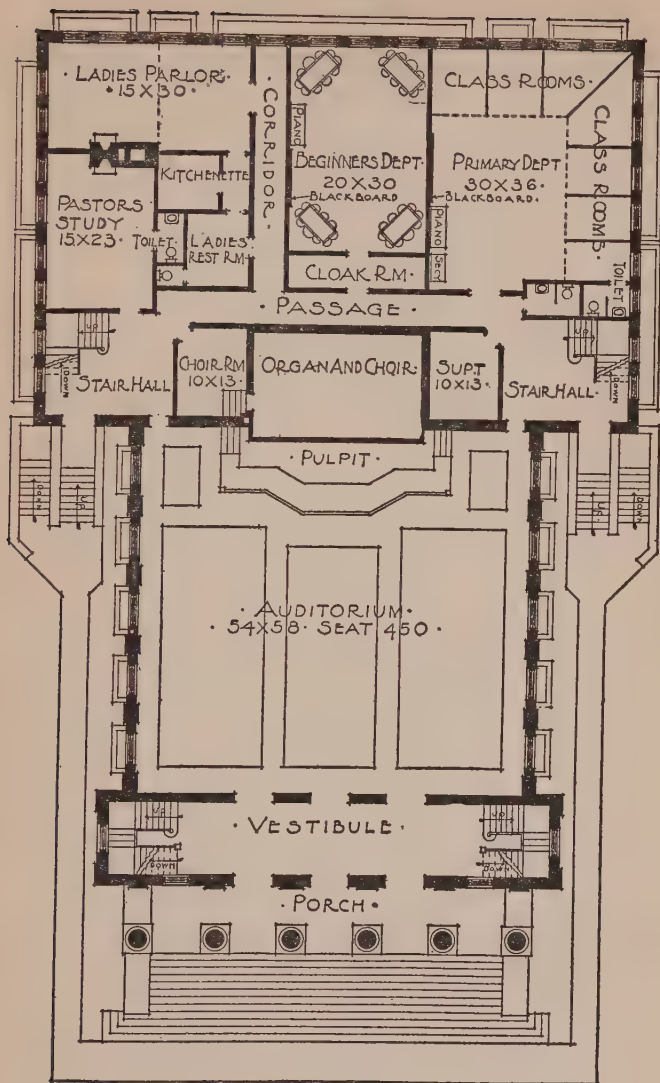 · LADIES PARLOR ·
· 15 X 30 ·
CORRIDOR ·
CLASS ROOMS ·
CLASS ROOMS ·
PIANO
BEGINNERS DEPT ·
20 X 30
BLACKBOARD
PRIMARY DEPT
30 X 36 ·
BLACKBOARD ·
KITCHENETTE
PASTORS
STUDY
15 X 23 ·
TOILET ·
LADIES
REST RM ·
PIANO
SECY
CLOAK RM ·
TOILET
· PASSAGE ·
UP
DOWN
STAIR HALL
CHOIR RM
10 X 13 ·
ORGAN AND CHOIR ·
SUPT
10 X 13 ·
STAIR HALL ·
UP
DOWN
· PULPIT ·
DOWN
UP
UP
DOWN
· AUDITORIUM ·
· 54 X 58 · SEAT 450 ·
UP
DOWN
· VESTIBULE ·
UP
DOWN
· PORCH ·